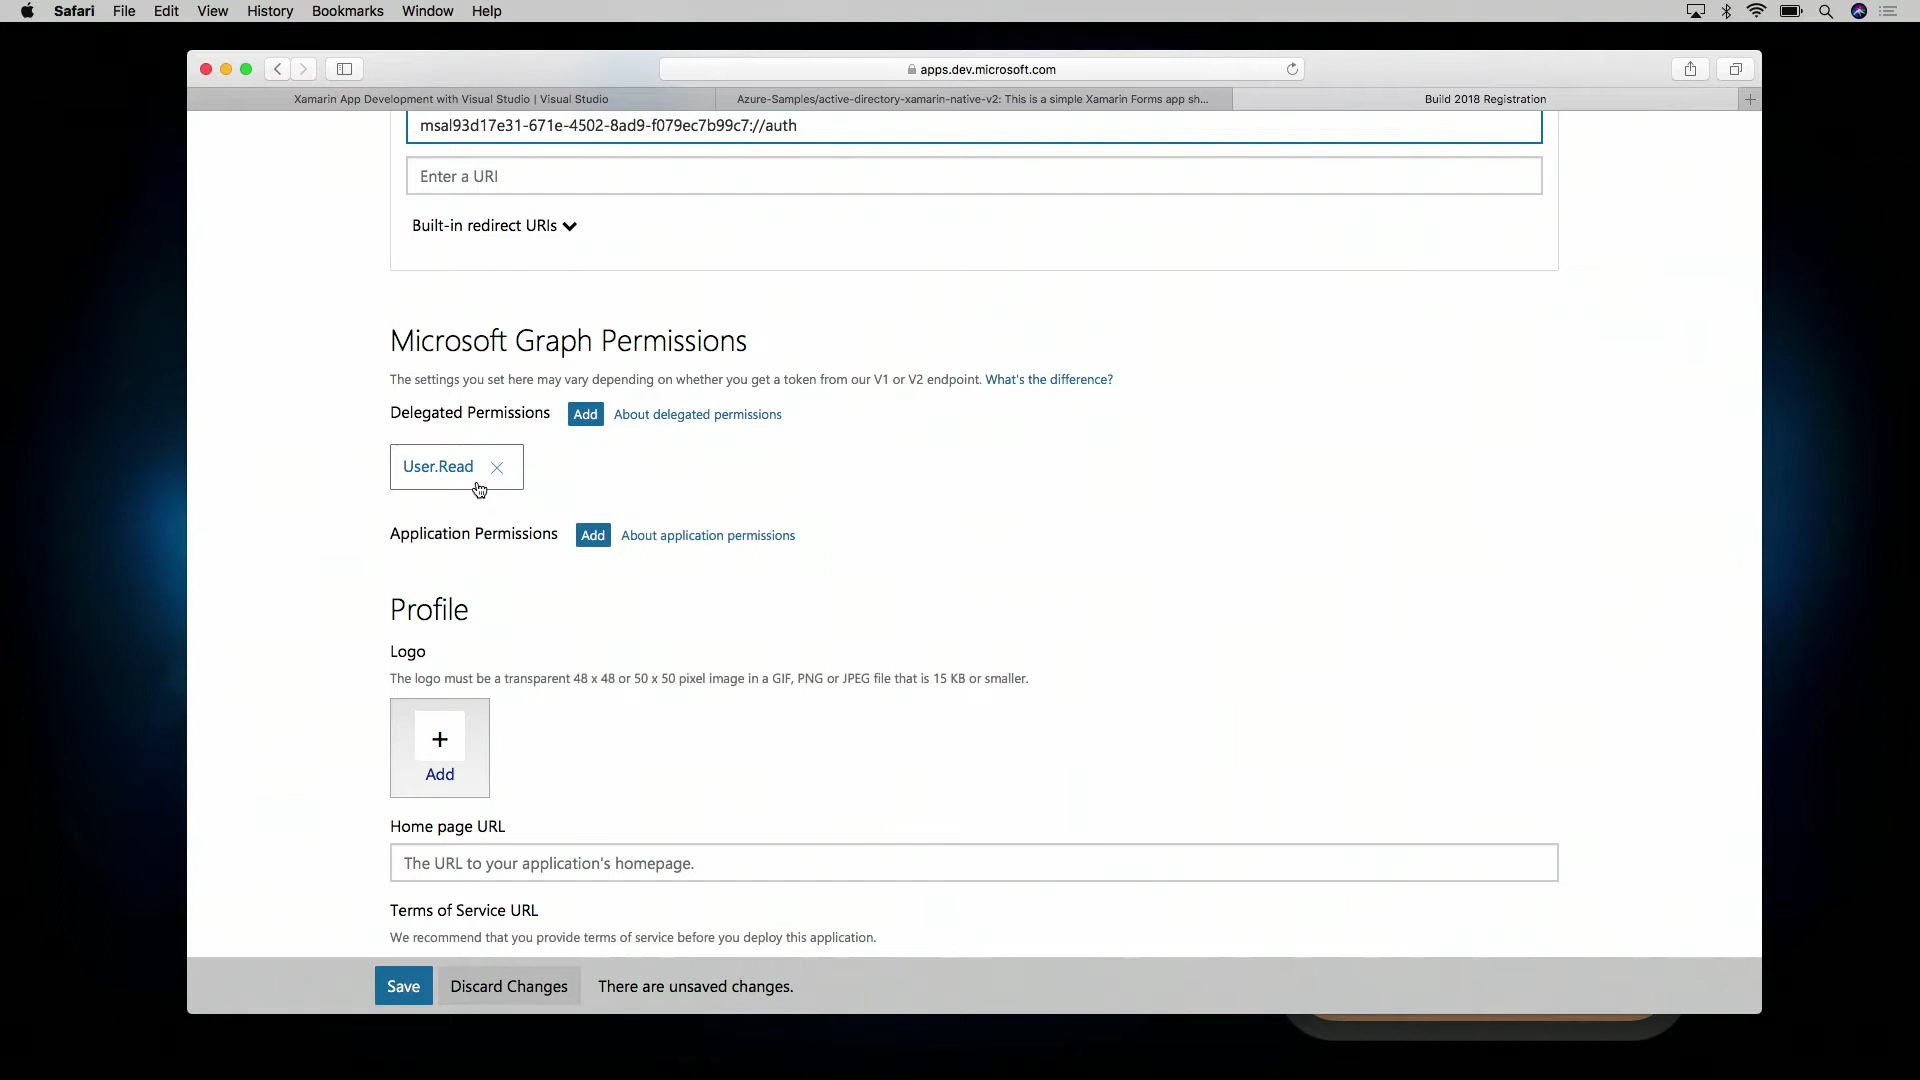 Safari File Edit View History Bookmarks Window Help
apps.dev.microsoft.com
Xamarin App Development with Visual Studio | Visual Studio
Azure-Samples/active-directory-xamarin-native-v2: This is a simple Xamarin Forms app sh...
Build 2018 Registration
msal93d17e31-671e-4502-8ad9-f079ec7b99c7://auth
Enter a URI
Built-in redirect URIs
Microsoft Graph Permissions
The settings you set here may vary depending on whether you get a token from our V1 or V2 endpoint. What's the difference?
Delegated Permissions Add About delegated permissions
User.Read
Application Permissions Add About application permissions
Profile
Logo
The logo must be a transparent 48 x 48 or 50 x 50 pixel image in a GIF, PNG or JPEG file that is 15 KB or smaller.
Add
Home page URL
The URL to your application's homepage.
Terms of Service URL
We recommend that you provide terms of service before you deploy this application.
Save Discard Changes There are unsaved changes.